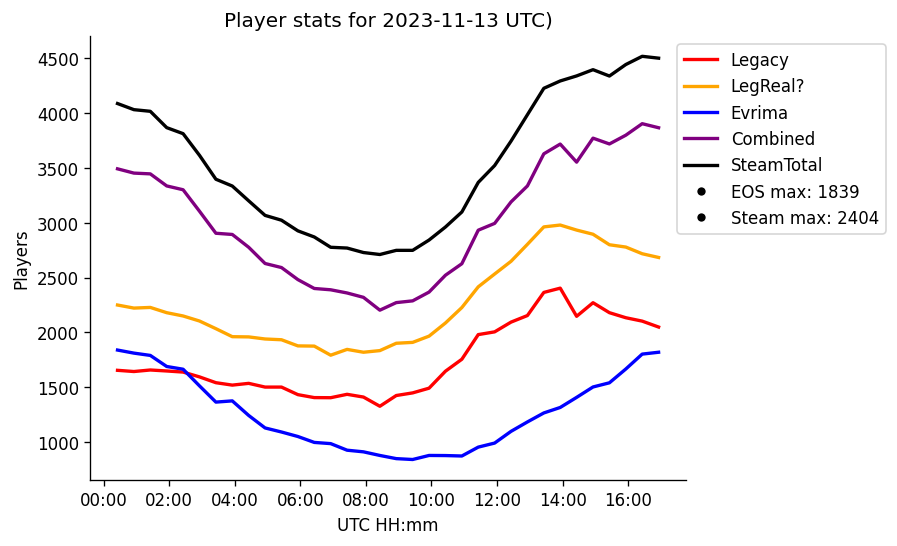 Player stats for 2023-11-13 UTC)
Players
4500
4000
3500
3000
2500
2000
1500
1000
00:00 02:00 04:00 06:00 08:00 10:00 12:00 14:00 16:00
UTC HH:mm
Legacy
LegReal?
Evrima
Combined
SteamTotal
EOS max: 1839
Steam max: 2404